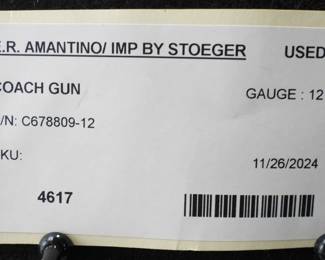 E.R. AMANTINO/ IMP BY STOEGER USED
COACH GUN GAUGE : 12
/N: C678809-12
KU: 11/26/2024
4617